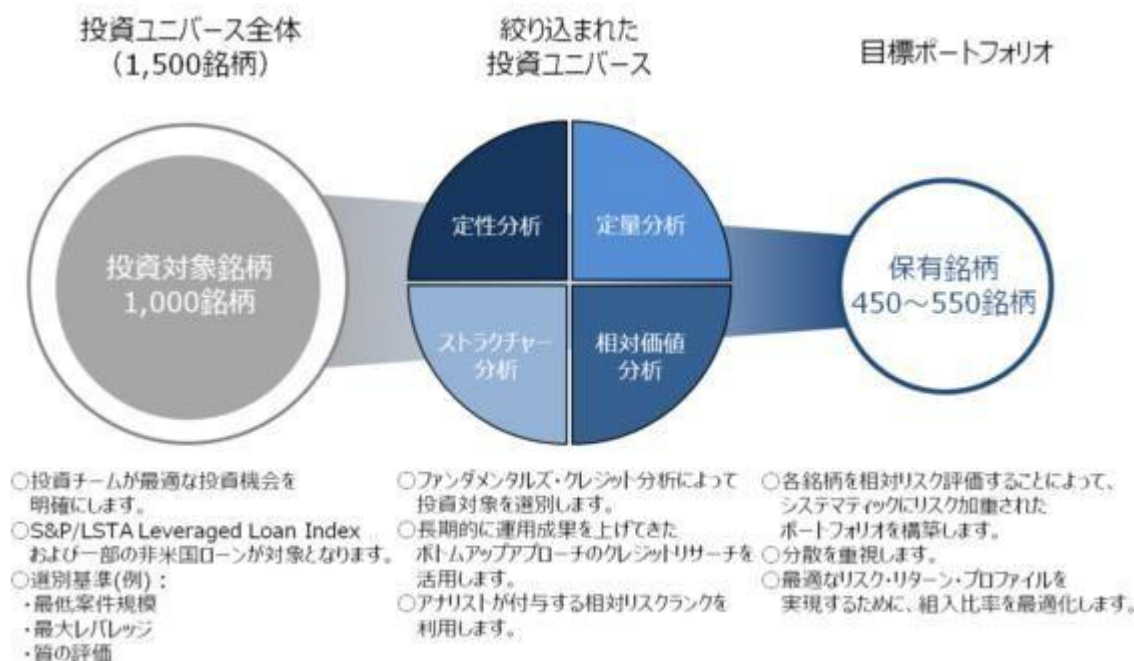 投資ユニバース全体
（1,500銘柄）
絞り込まれた
投資ユニバース
目標ポートフォリオ
投資対象銘柄
1,000銘柄
定性分析
定量分析
ストラクチャー
分析
相対価値
分析
保有銘柄
450～550銘柄
○投資チームが最適な投資機会を
明確にします。
○S&P/LSTA Leveraged Loan Index
および一部の非米国ローンが対象となります。
○選別基準(例)：
・最低案件規模
・最大レバレッジ
・質の評価
○ファンダメンタルズ・クレジット分析によって
投資対象を選別します。
○長期的に運用成果を上げてきた
ボトムアップアプローチのクレジットリサーチを
活用します。
○アナリストが付与する相対リスクランクを
利用します。
○各銘柄を相対リスク評価することによって、
システマティックにリスク加重された
ポートフォリオを構築します。
○分散を重視します。
○最適なリスク・リターン・プロファイルを
実現するために、組入比率を最適化します。